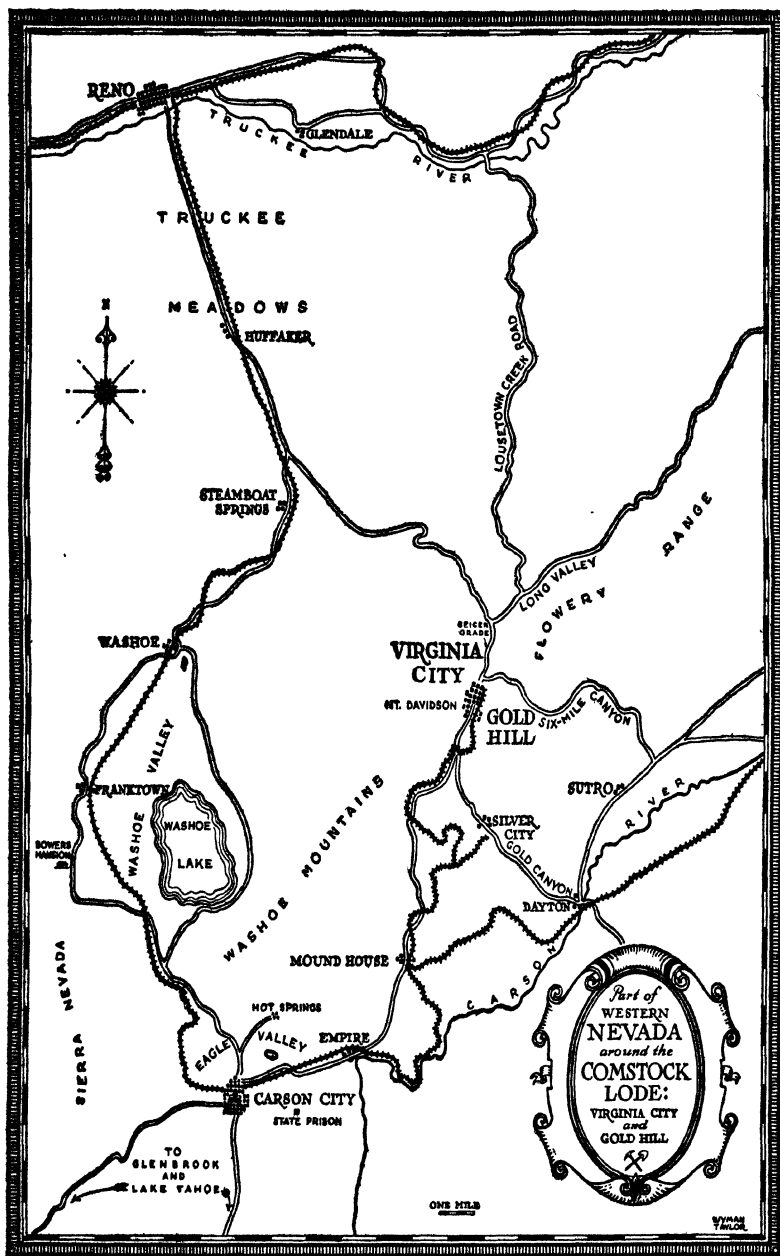 RENO
GLENDALE
TRUCKEE
RIVER
TRUCKEE
MEADOWS
HUFFAKER
N
S
LOUSETOWN CREEK ROAD
STEAMBOAT
SPRINGS
FLOWERY RANGE
LONG VALLEY
GEIGER
GRADE
WASHOE
VIRGINIA
CITY
MT. DAVIDSON
GOLD
HILL
SIX-MILE CANYON
WASHOE VALLEY
FRANKTOWN
WASHOE
LAKE
SUTRO
RIVER
BOWERS
MANSION
SILVER
CITY
GOLD CANYON
WASHOE MOUNTAINS
DAYTON
MOUND HOUSE
CARSON
SIERRA NEVADA
HOT SPRINGS
EAGLE VALLEY
EMPIRE
CARSON CITY
STATE PRISON
TO
GLENBROOK
AND
LAKE TAHOE
Part of
WESTERN
NEVADA
around the
COMSTOCK
LODE:
VIRGINIA CITY
and
GOLD HILL
ONE MILE
WYMAN
TAYLOR